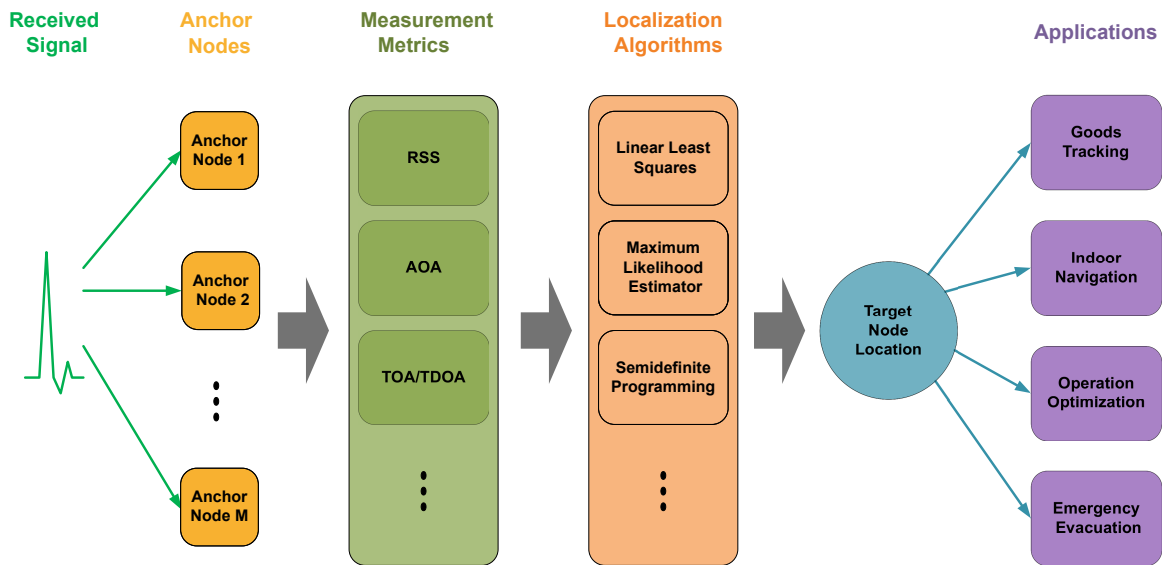 Received
Signal
Anchor
Nodes
Measurement
Metrics
Localization
Algorithms
Applications
Anchor
Node 1
Anchor
Node 2
Anchor
Node M
RSS
AOA
TOA/TDOA
Linear Least
Squares
Maximum
Likelihood
Estimator
Semidefinite
Programming
Target
Node
Location
Goods
Tracking
Indoor
Navigation
Operation
Optimization
Emergency
Evacuation